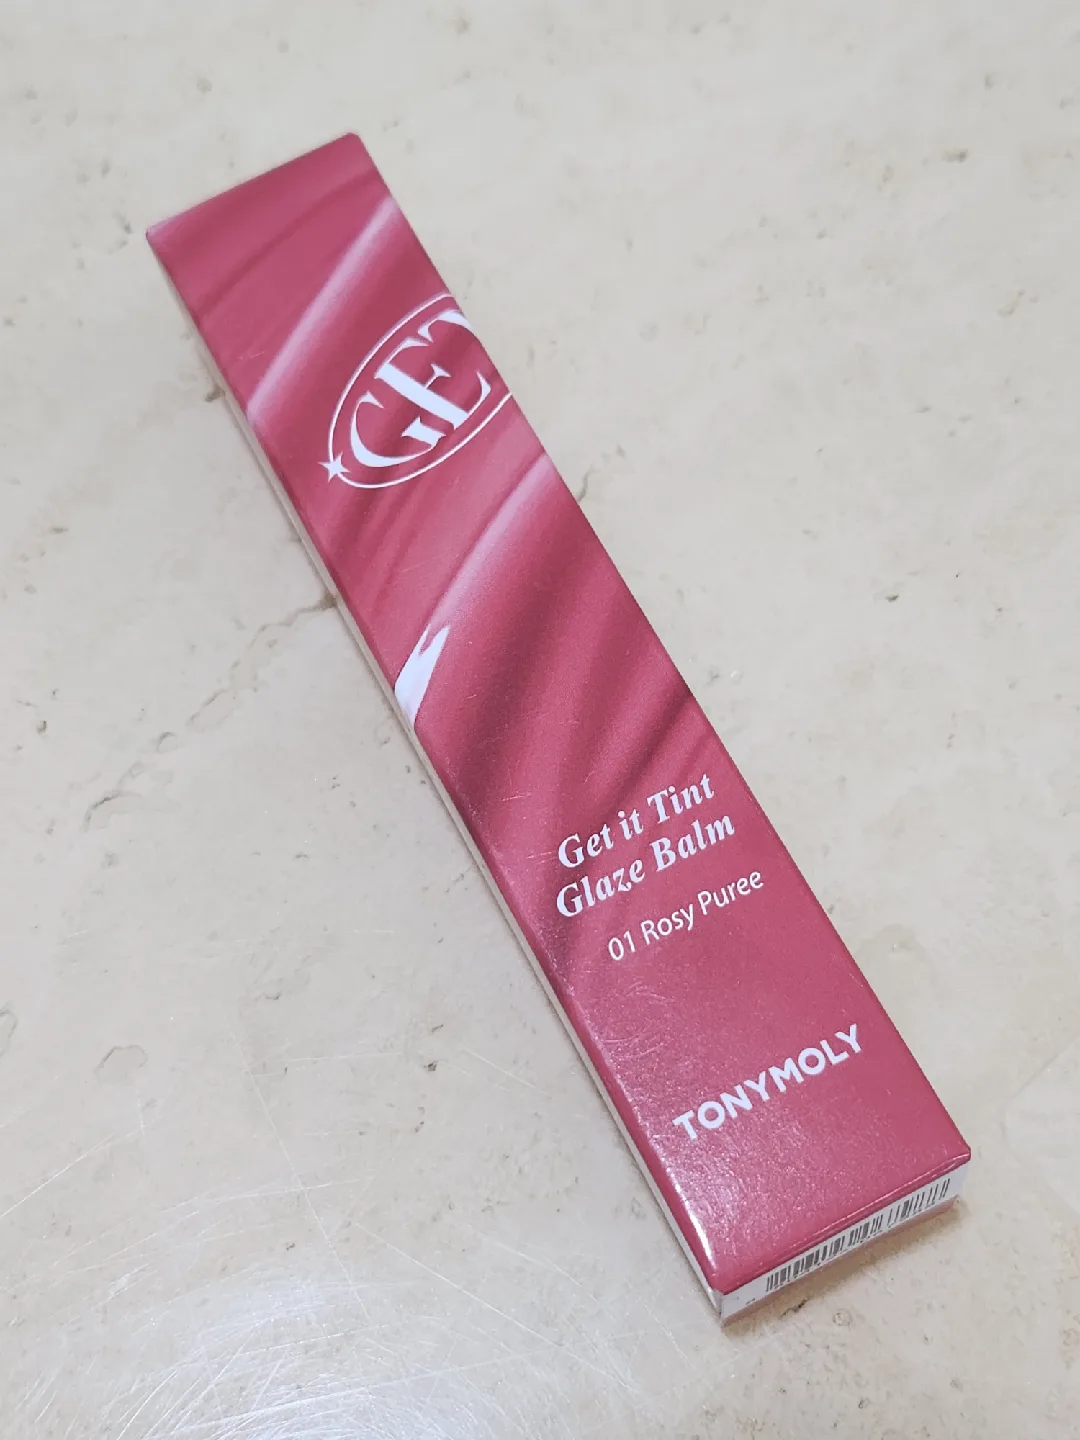 GET
Get it Tint
Glaze Balm
01 Rosy Puree
TONYMOLY